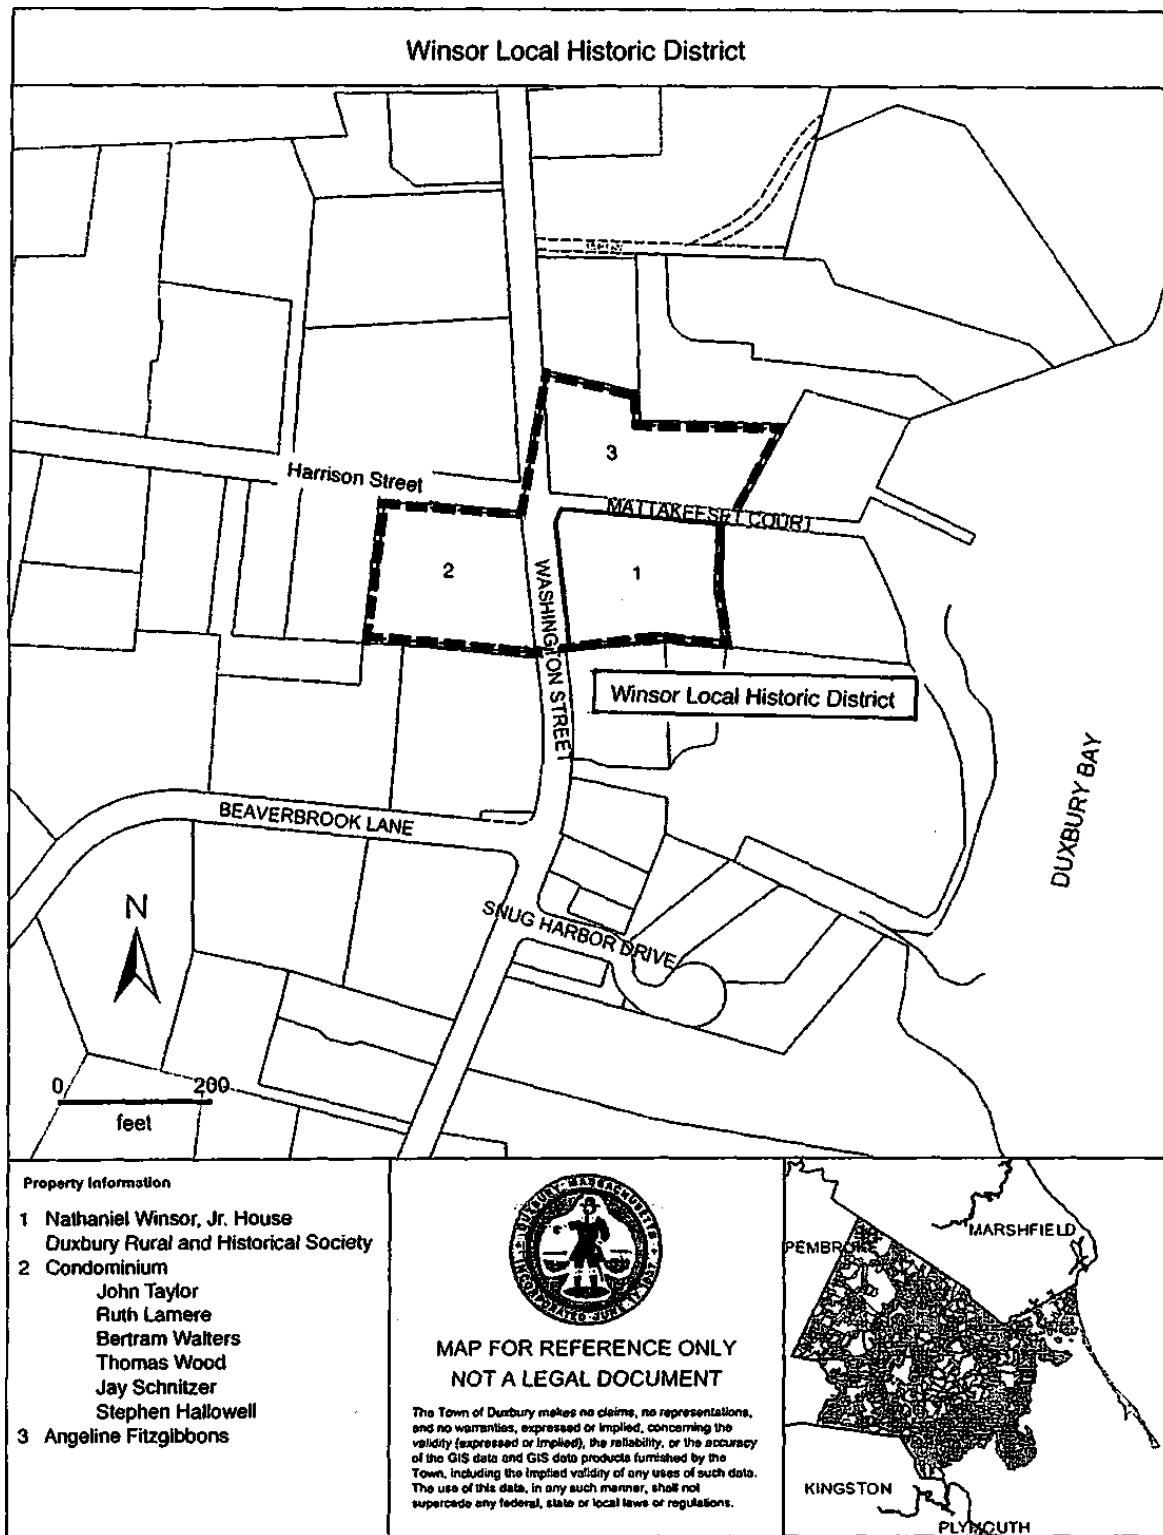 Winsor Local Historic District
3
Harrison Street
MATTAKEESET COURT
2
1
WASHINGTON STREET
Winsor Local Historic District
DUXBURY BAY
BEAVERBROOK LANE
N
SNUG HARBOR DRIVE
0 200
feet
Property Information
1 Nathaniel Winsor, Jr. House
Duxbury Rural and Historical Society
2 Condominium
John Taylor
Ruth Lamere
Bertram Walters
Thomas Wood
Jay Schnitzer
Stephen Hallowell
3 Angeline Fitzgibbons
DUXBURY, MASSACHUSETTS
INCORPORATED JUNE 17, 1637
MAP FOR REFERENCE ONLY
NOT A LEGAL DOCUMENT
The Town of Duxbury makes no claims, no representations,
and no warranties, expressed or implied, concerning the
validity (expressed or implied), the reliability, or the accuracy
of the GIS data and GIS data products furnished by the
Town, including the implied validity of any uses of such data.
The use of this data, in any such manner, shall not
supercede any federal, state or local laws or regulations.
MARSHFIELD
PEMBROKE
KINGSTON
PLYMOUTH